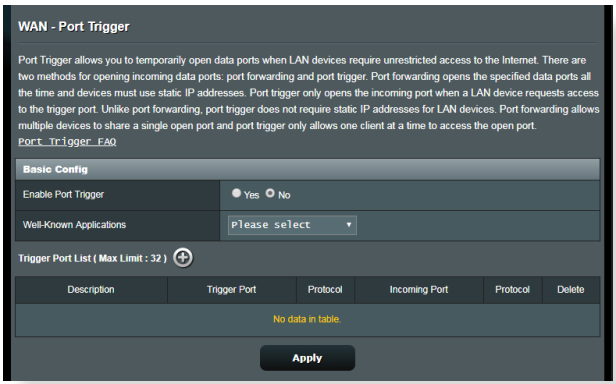 WAN - Port Trigger
Port Trigger allows you to temporarily open data ports when LAN devices require unrestricted access to the Internet. There are
two methods for opening incoming data ports: port forwarding and port trigger. Port forwarding opens the specified data ports all
the time and devices must use static IP addresses. Port trigger only opens the incoming port when a LAN device requests access
to the trigger port. Unlike port forwarding, port trigger does not require static IP addresses for LAN devices. Port forwarding allows
multiple devices to share a single open port and port trigger only allows one client at a time to access the open port.
Port Trigger FAQ
Basic Config
Enable Port Trigger Yes No
Well-Known Applications Please select
Trigger Port List ( Max Limit : 32 )
Description Trigger Port Protocol Incoming Port Protocol Delete
No data in table.
Apply